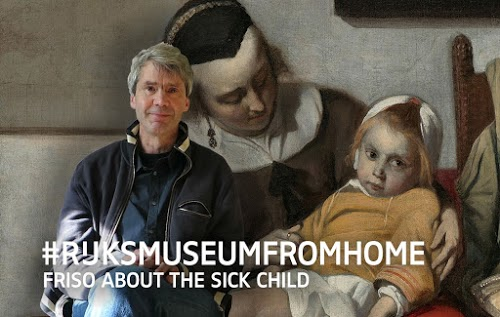 #RIJKSMUSEUMFROMHOME
FRISO ABOUT THE SICK CHILD